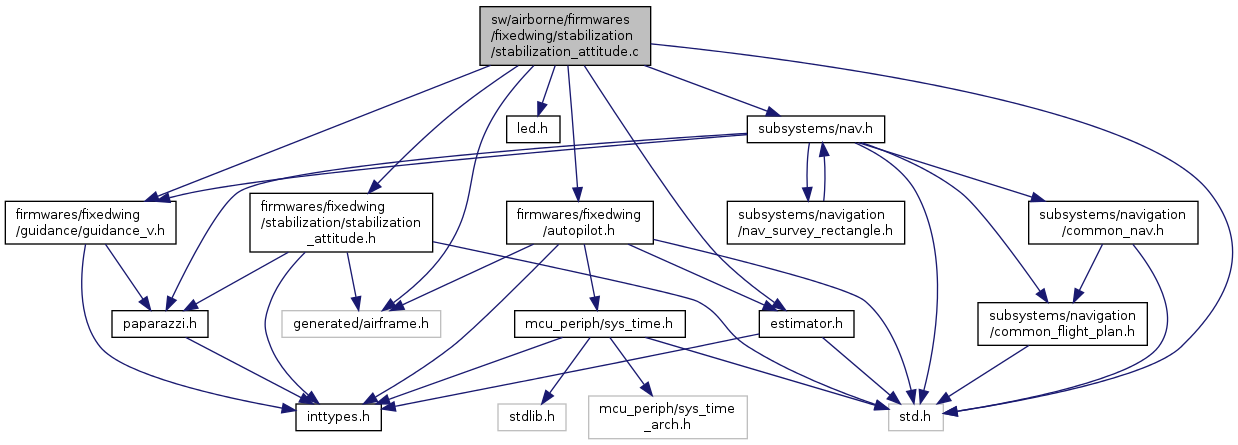 sw/airborne/firmwares
/fixedwing/stabilization
/stabilization_attitude.c
led.h
subsystems/nav.h
firmwares/fixedwing
/guidance/guidance_v.h
firmwares/fixedwing
/stabilization/stabilization
_attitude.h
firmwares/fixedwing
/autopilot.h
subsystems/navigation
/nav_survey_rectangle.h
subsystems/navigation
/common_nav.h
paparazzi.h
generated/airframe.h
mcu_periph/sys_time.h
estimator.h
subsystems/navigation
/common_flight_plan.h
inttypes.h
stdlib.h
mcu_periph/sys_time
_arch.h
std.h